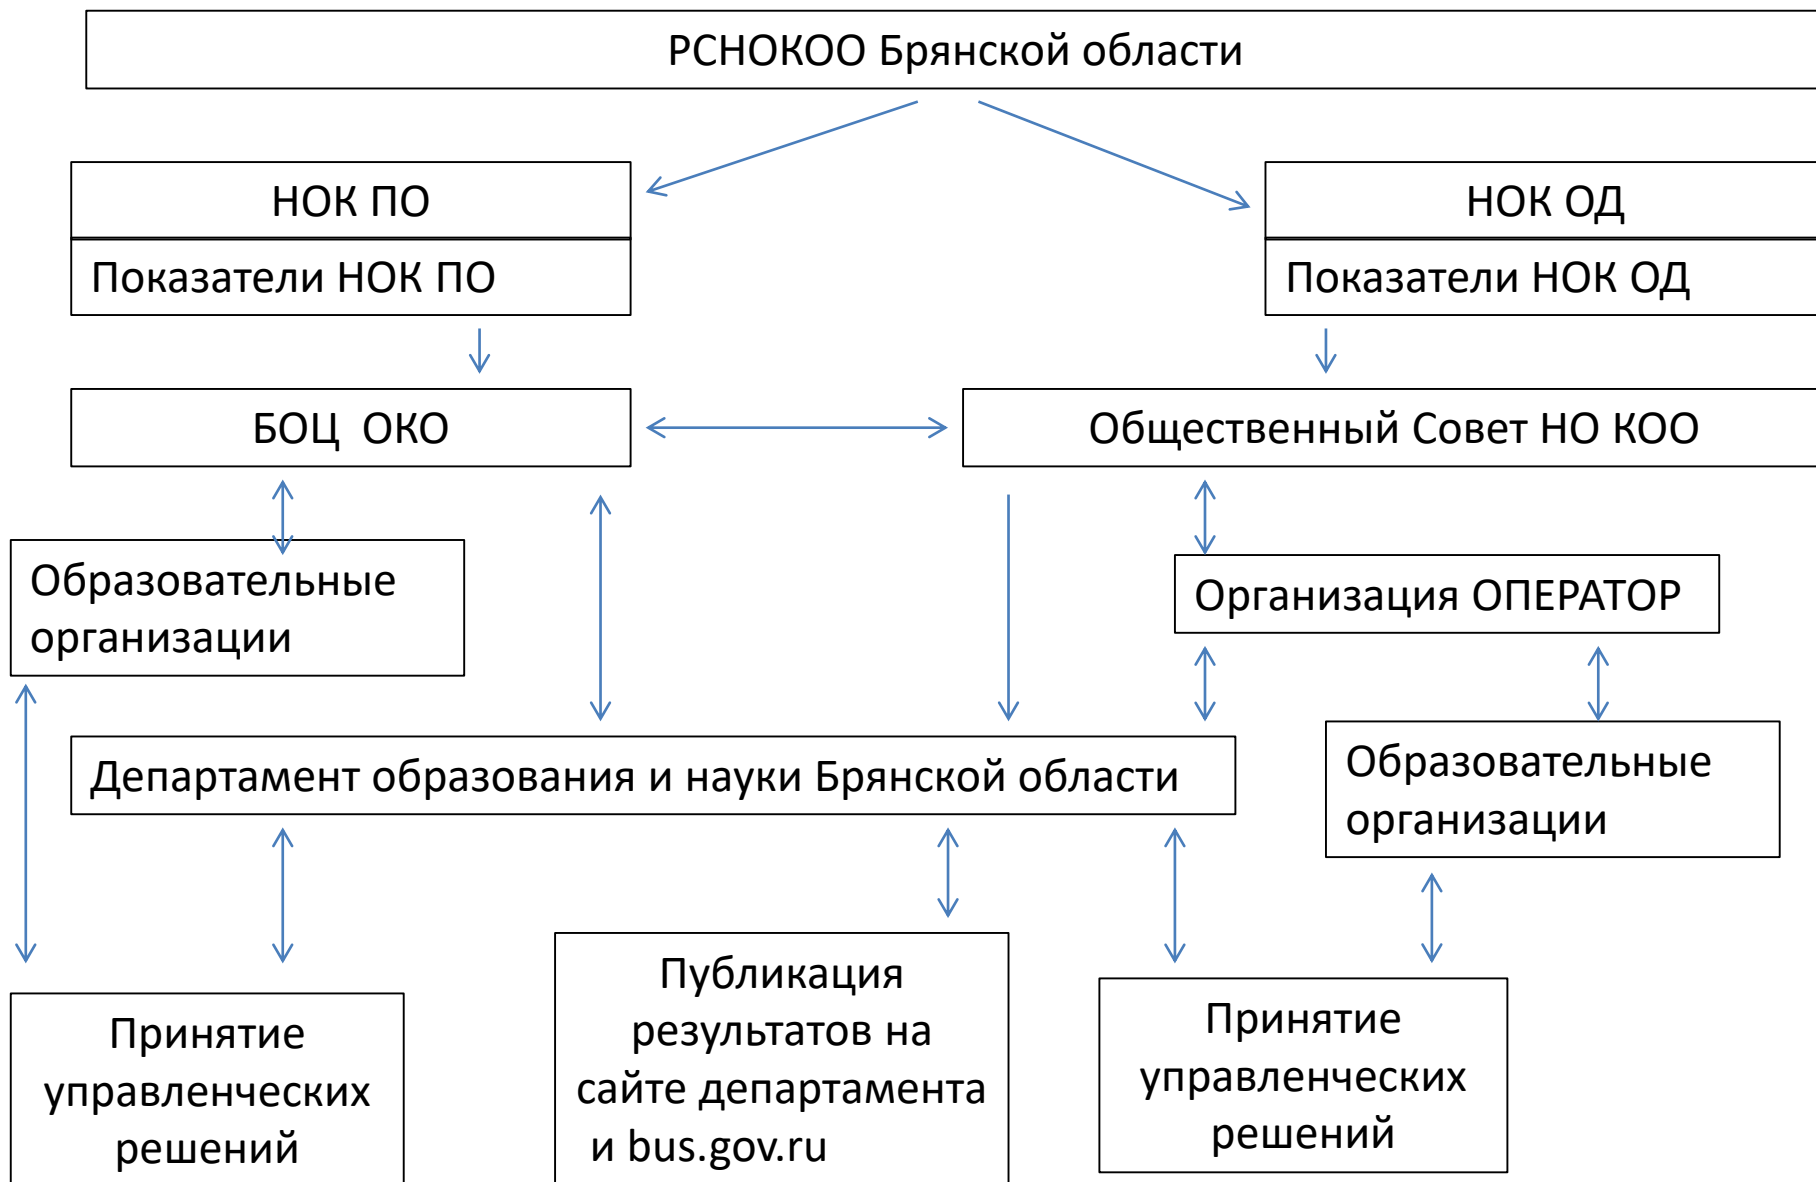 РСНОКОО Брянской области
НОК ПО
Показатели НОК ПО
НОК ОД
Показатели НОК ОД
БОЦ ОКО
Общественный Совет НО КОО
Образовательные
организации
Организация ОПЕРАТОР
Департамент образования и науки Брянской области
Образовательные
организации
Принятие
управленческих
решений
Публикация
результатов на
сайте департамента
и bus.gov.ru
Принятие
управленческих
решений